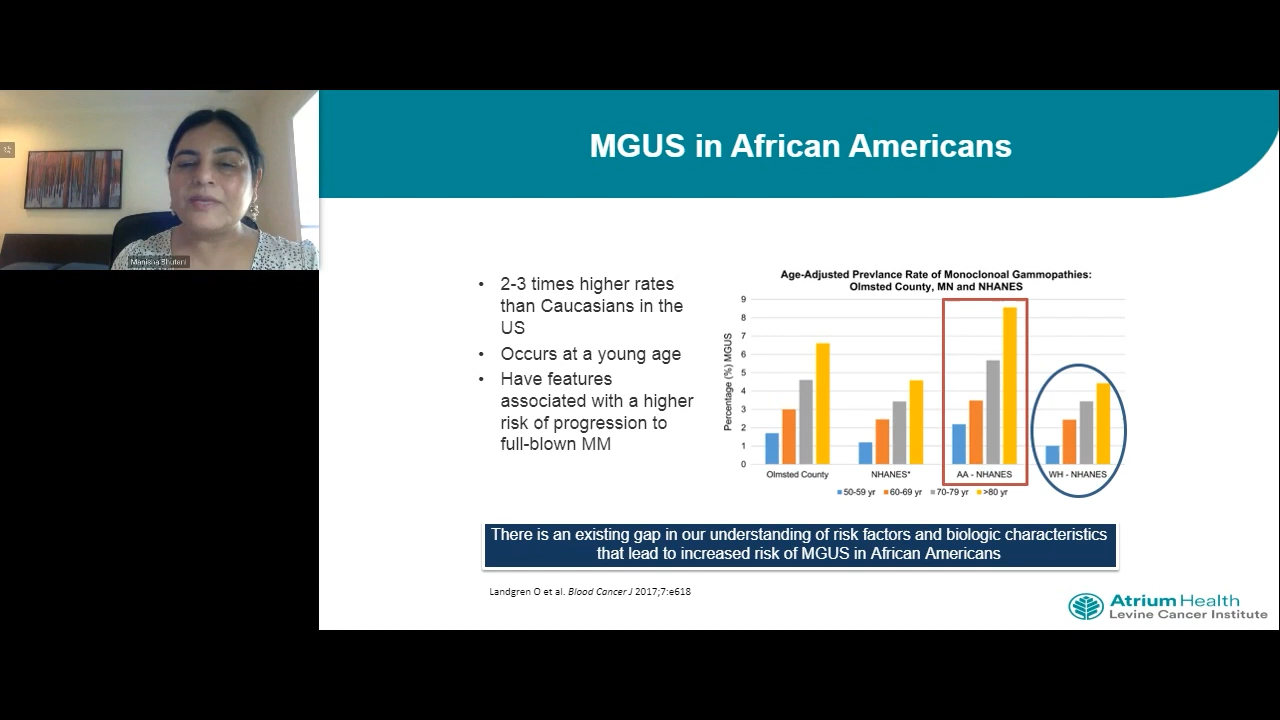 MGUS in African Americans
Manisha Bhutani
• 2-3 times higher rates
than Caucasians in the
US
• Occurs at a young age
• Have features
associated with a higher
risk of progression to
full-blown MM
Age-Adjusted Prevlance Rate of Monoclonoal Gammopathies:
Olmsted County, MN and NHANES
Percentage (%) MGUS
9
8
7
6
5
4
3
2
1
0
Olmsted County NHANES* AA - NHANES WH - NHANES
50-59 yr 60-69 yr 70-79 yr >80 yr
There is an existing gap in our understanding of risk factors and biologic characteristics
that lead to increased risk of MGUS in African Americans
Landgren O et al. Blood Cancer J 2017;7:e618
Atrium Health
Levine Cancer Institute